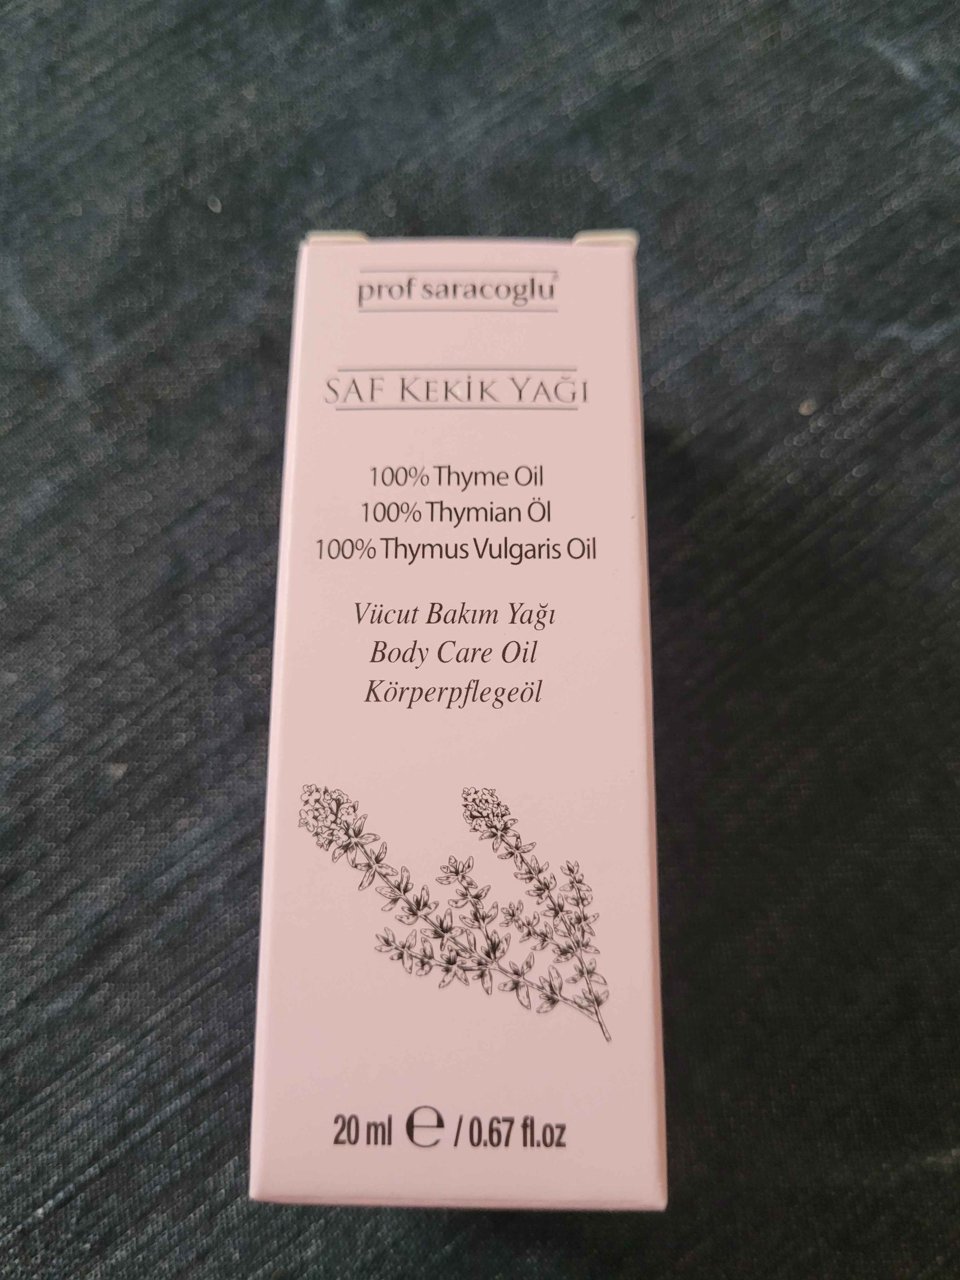 prof saracoglu®
SAF KEKİK YAĞI
100% Thyme Oil
100% Thymian Öl
100% Thymus Vulgaris Oil
Vücut Bakım Yağı
Body Care Oil
Körperpflegeöl
20 ml ℮ / 0.67 fl.oz